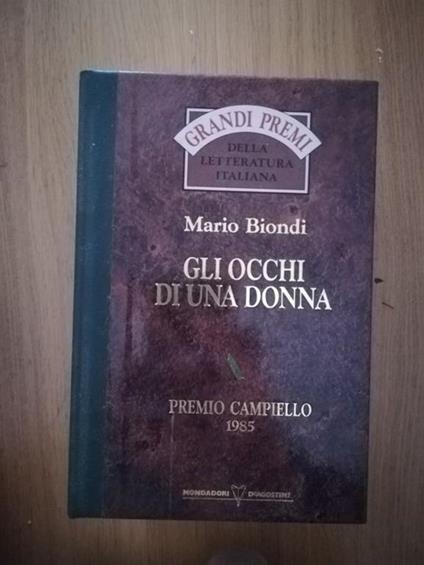 GRANDI PREMI
DELLA
LETTERATURA
ITALIANA
Mario Biondi
GLI OCCHI
DI UNA DONNA
PREMIO CAMPIELLO
1985
MONDADORI DEAGOSTINI